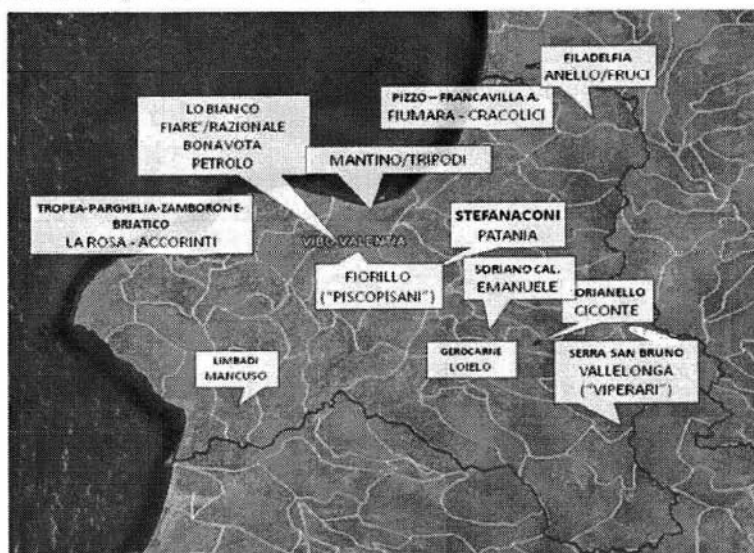 FILADELFIA
ANELLO/FRUCI
PIZZO – FRANCAVILLA A.
FIUMARA - CRACOLICI
LO BIANCO
FIARE'/RAZIONALE
BONAVOTA
PETROLO
MANTINO/TRIPODI
TROPEA-PARGHELIA-ZAMBORONE-
BRIATICO
LA ROSA - ACCORINTI
VIBO VALENTIA
STEFANACONI
PATANIA
FIORILLO
("PISCOPISANI")
SORIANO CAL.
EMANUELE
ORIANELLO
CICONTE
LIMBADI
MANCUSO
GEROCARNE
LOIELO
SERRA SAN BRUNO
VALLELONGA
("VIPERARI")